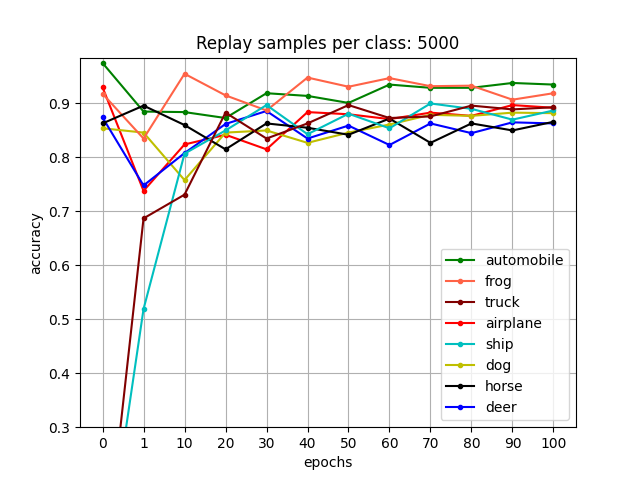 Replay samples per class: 5000
accuracy
0.9
0.8
0.7
0.6
0.5
0.4
0.3
automobile
frog
truck
airplane
ship
dog
horse
deer
0 1 10 20 30 40 50 60 70 80 90 100
epochs